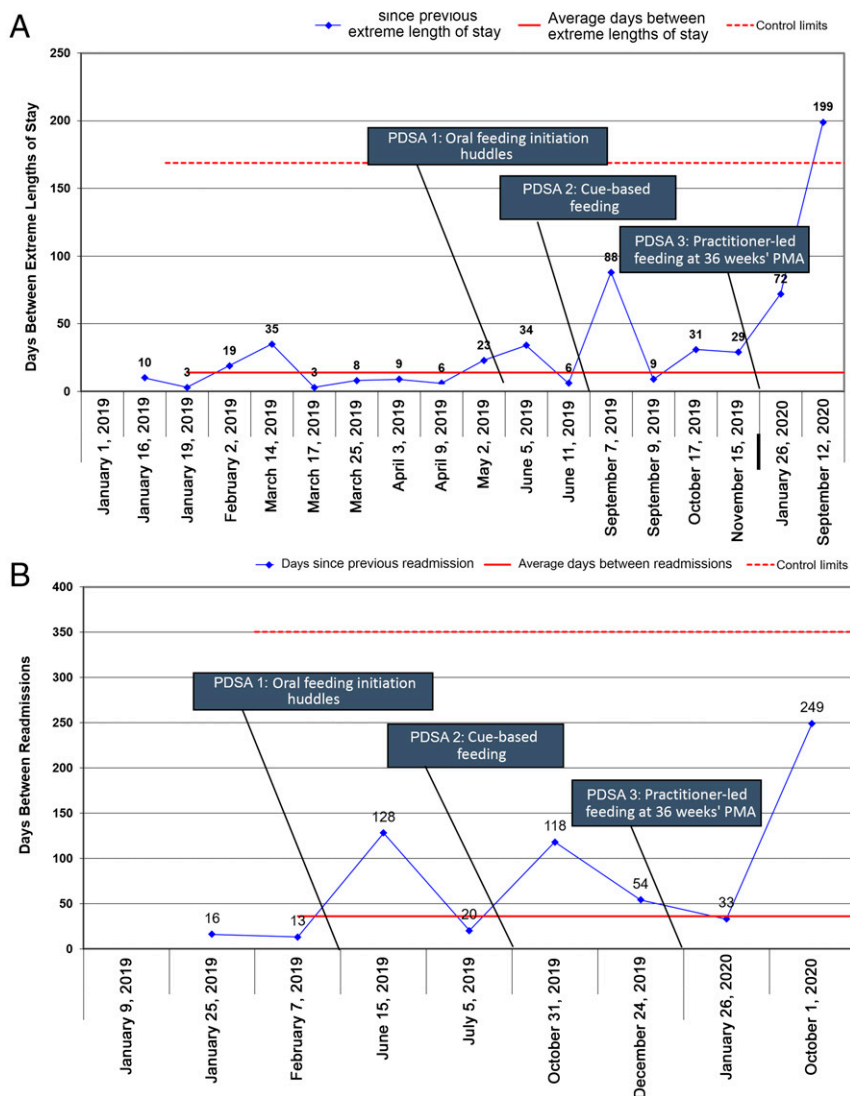 A
since previous
extreme length of stay
Average days between
extreme lengths of stay
Control limits
Days Between Extreme Lengths of Stay
250
200
150
100
50
0
PDSA 1: Oral feeding initiation
huddles
PDSA 2: Cue-based
feeding
PDSA 3: Practitioner-led
feeding at 36 weeks' PMA
10
3
19
35
3
8
9
6
23
34
6
88
9
31
29
72
199
January 1, 2019
January 16, 2019
January 19, 2019
February 2, 2019
March 14, 2019
March 17, 2019
March 25, 2019
April 3, 2019
April 9, 2019
May 2, 2019
June 5, 2019
June 11, 2019
September 7, 2019
September 9, 2019
October 17, 2019
November 15, 2019
January 26, 2020
September 12, 2020
B
Days since previous readmission
Average days between readmissions
Control limits
Days Between Readmissions
400
350
300
250
200
150
100
50
0
PDSA 1: Oral feeding initiation
huddles
PDSA 2: Cue-based
feeding
PDSA 3: Practitioner-led
feeding at 36 weeks' PMA
16
13
128
20
118
54
33
249
January 9, 2019
January 25, 2019
February 7, 2019
June 15, 2019
July 5, 2019
October 31, 2019
December 24, 2019
January 26, 2020
October 1, 2020